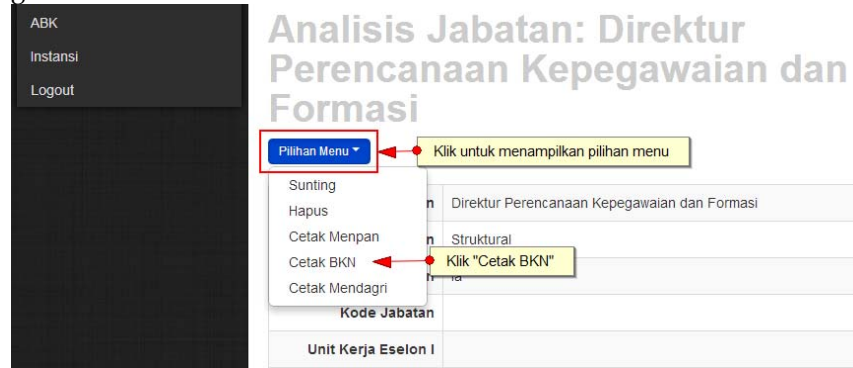 ABK
Instansi
Logout
Analisis Jabatan: Direktur
Perencanaan Kepegawaian dan
Formasi
Pilihan Menu
Klik untuk menampilkan pilihan menu
Sunting
Hapus
Cetak Menpan
Cetak BKN
Cetak Mendagri
n Direktur Perencanaan Kepegawaian dan Formasi
n Struktural
Klik "Cetak BKN"
Kode Jabatan
Unit Kerja Eselon I